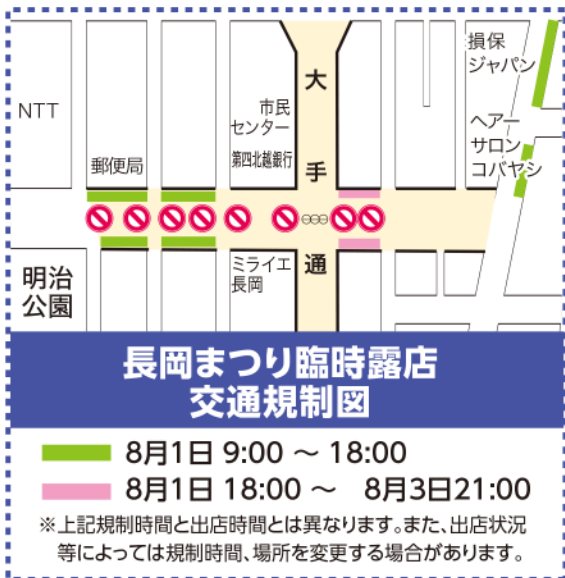 損保
ジャパン
NTT
大手通
市民
センター
ヘアー
サロン
コバヤシ
第四北越銀行
郵便局
ミライエ
長岡
明治
公園
長岡まつり臨時露店
交通規制図
8月1日 9:00 ～ 18:00
8月1日 18:00 ～ 8月3日21:00
※上記規制時間と出店時間とは異なります。また、出店状況
等によっては規制時間、場所を変更する場合があります。